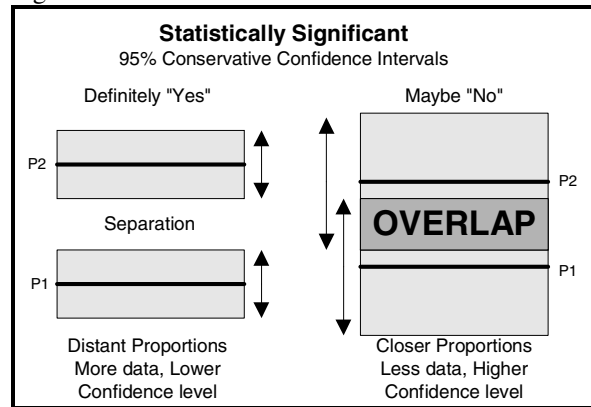 Statistically Significant
95% Conservative Confidence Intervals
Definitely "Yes"
P2
Separation
P1
Distant Proportions
More data, Lower
Confidence level
Maybe "No"
P2
OVERLAP
P1
Closer Proportions
Less data, Higher
Confidence level